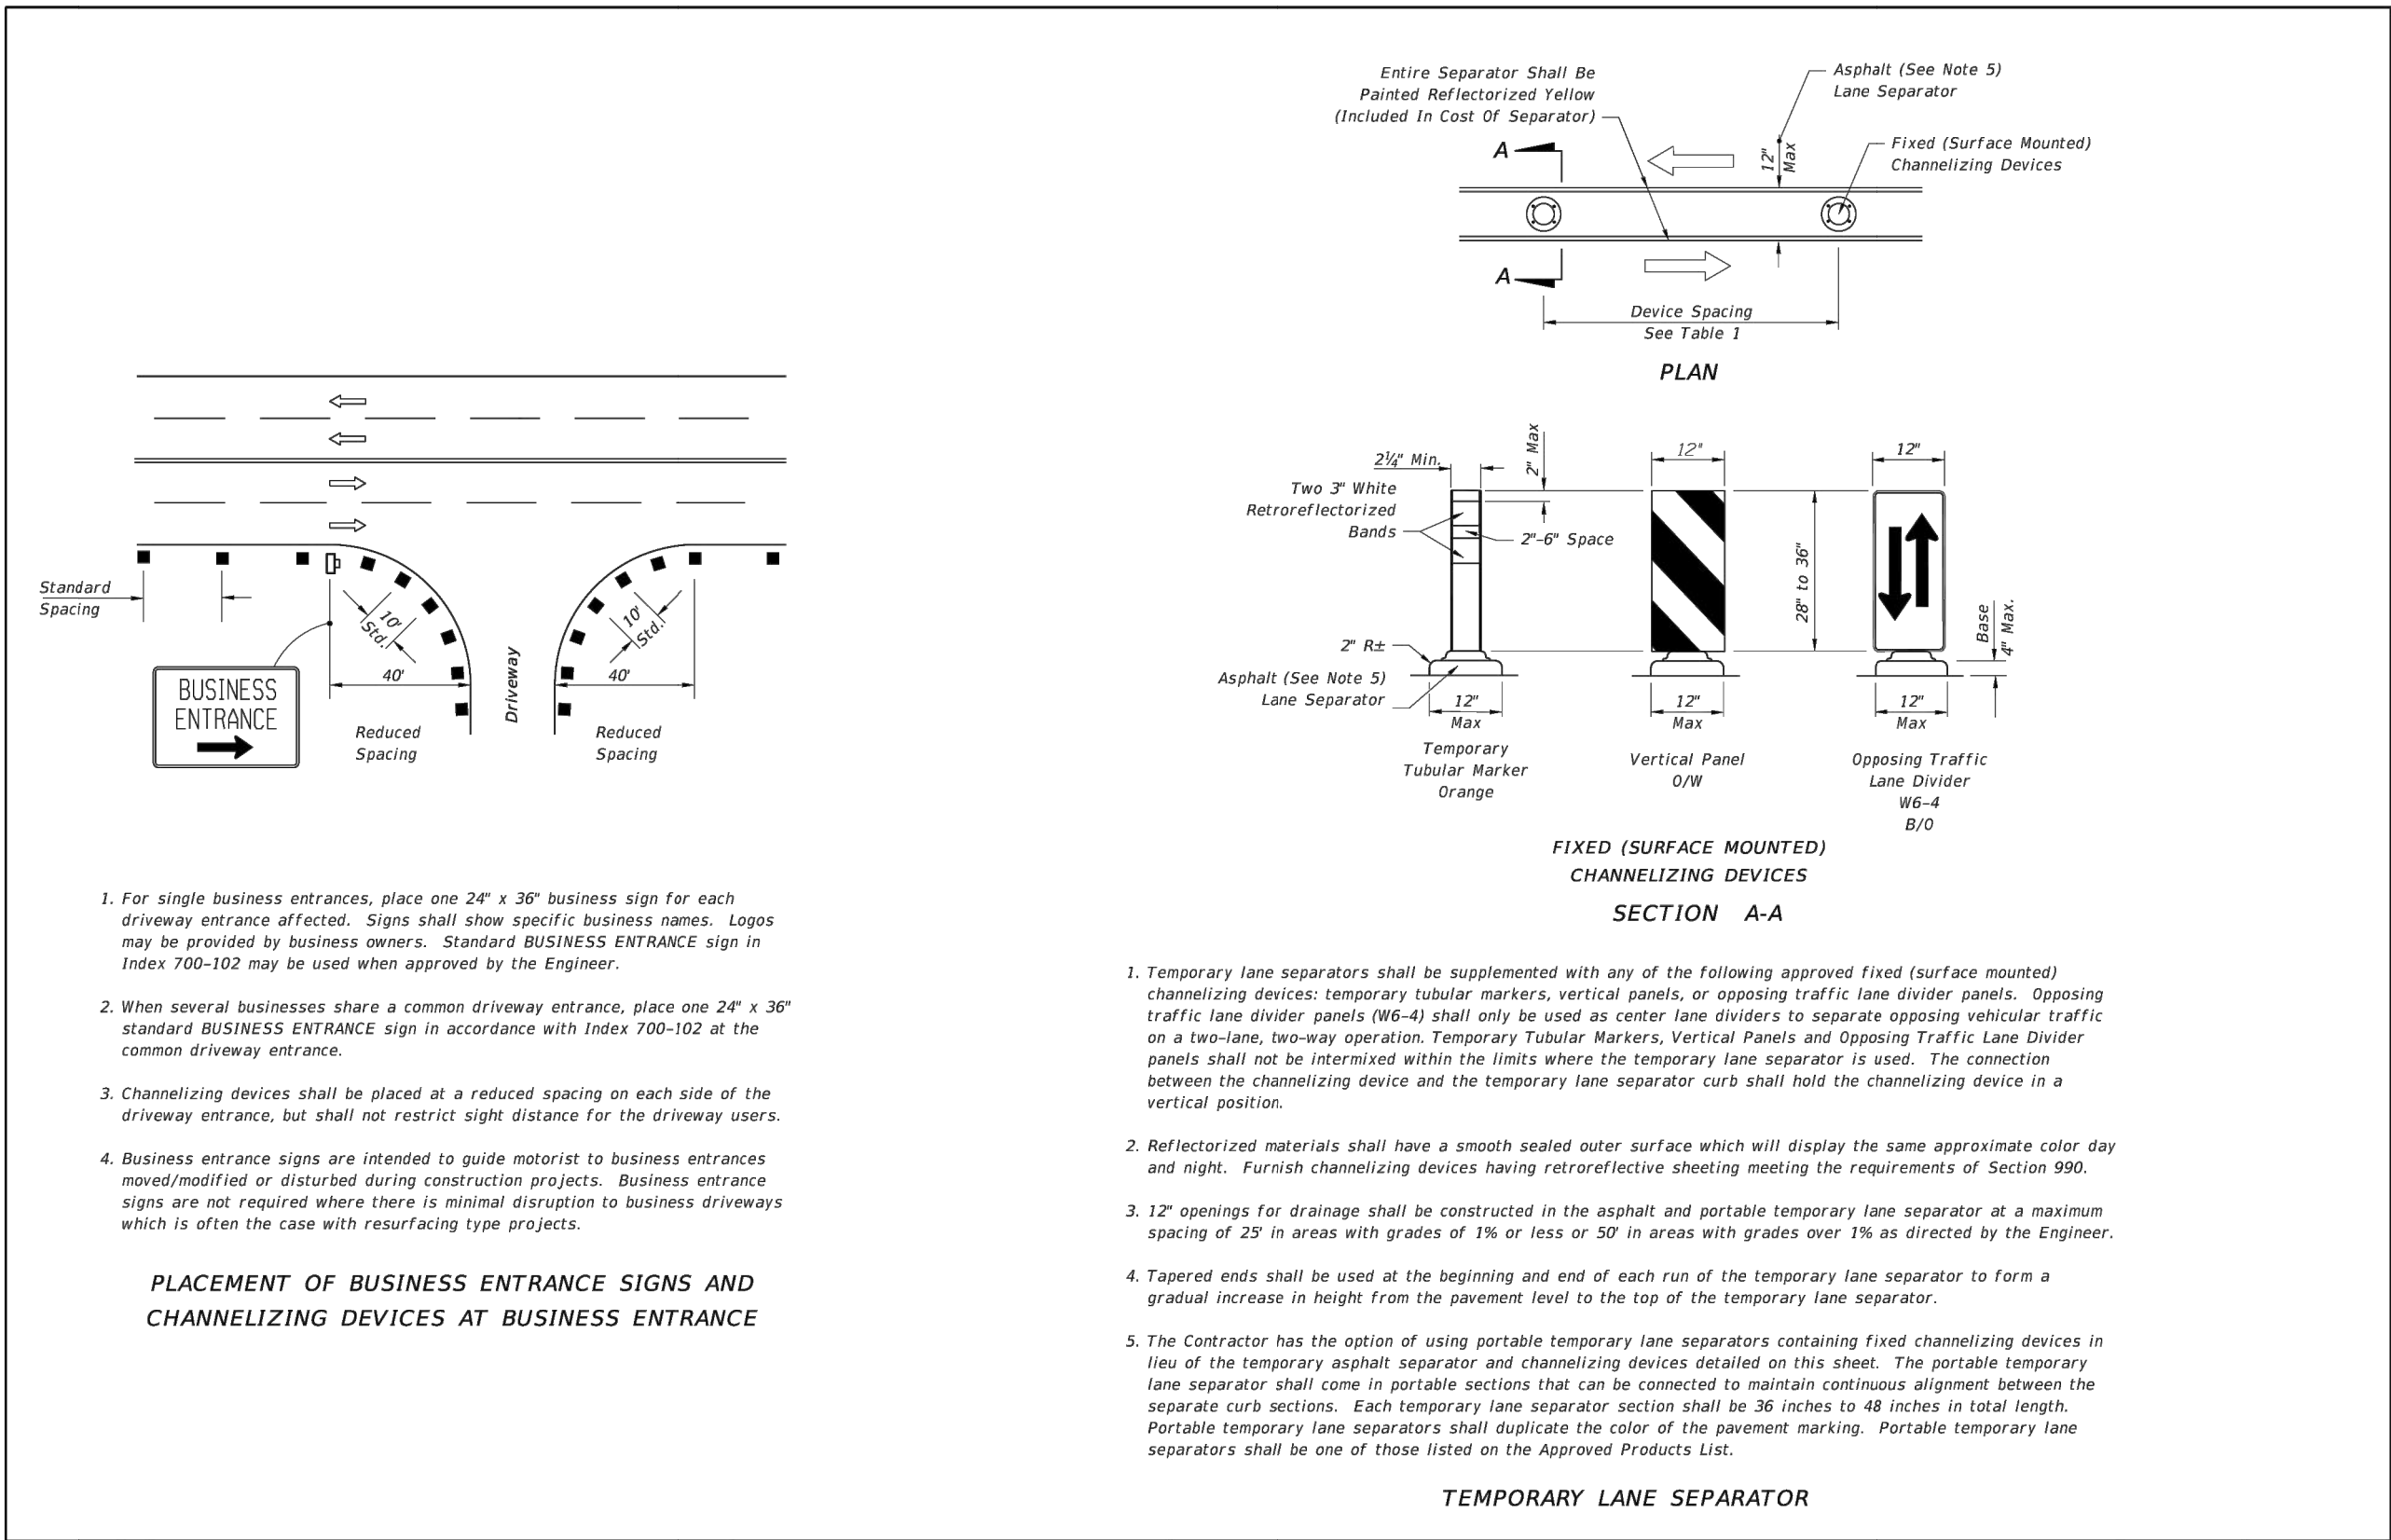 Standard
Spacing
10'
Std.
10'
Std.
40'
40'
Driveway
BUSINESS
ENTRANCE
Reduced
Spacing
Reduced
Spacing
1. For single business entrances, place one 24" x 36" business sign for each
driveway entrance affected. Signs shall show specific business names. Logos
may be provided by business owners. Standard BUSINESS ENTRANCE sign in
Index 700-102 may be used when approved by the Engineer.
2. When several businesses share a common driveway entrance, place one 24" x 36"
standard BUSINESS ENTRANCE sign in accordance with Index 700-102 at the
common driveway entrance.
3. Channelizing devices shall be placed at a reduced spacing on each side of the
driveway entrance, but shall not restrict sight distance for the driveway users.
4. Business entrance signs are intended to guide motorist to business entrances
moved/modified or disturbed during construction projects. Business entrance
signs are not required where there is minimal disruption to business driveways
which is often the case with resurfacing type projects.
PLACEMENT OF BUSINESS ENTRANCE SIGNS AND
CHANNELIZING DEVICES AT BUSINESS ENTRANCE
Entire Separator Shall Be
Painted Reflectorized Yellow
(Included In Cost Of Separator)
Asphalt (See Note 5)
Lane Separator
Fixed (Surface Mounted)
Channelizing Devices
12"
Max
A
A
Device Spacing
See Table 1
PLAN
2¼" Min.
2" Max
12"
12"
Two 3" White
Retroreflectorized
Bands
2"-6" Space
28" to 36"
Base
4" Max.
2" R±
Asphalt (See Note 5)
Lane Separator
12"
Max
12"
Max
12"
Max
Temporary
Tubular Marker
Orange
Vertical Panel
O/W
Opposing Traffic
Lane Divider
W6-4
B/O
FIXED (SURFACE MOUNTED)
CHANNELIZING DEVICES
SECTION A-A
1. Temporary lane separators shall be supplemented with any of the following approved fixed (surface mounted)
channelizing devices: temporary tubular markers, vertical panels, or opposing traffic lane divider panels. Opposing
traffic lane divider panels (W6-4) shall only be used as center lane dividers to separate opposing vehicular traffic
on a two-lane, two-way operation. Temporary Tubular Markers, Vertical Panels and Opposing Traffic Lane Divider
panels shall not be intermixed within the limits where the temporary lane separator is used. The connection
between the channelizing device and the temporary lane separator curb shall hold the channelizing device in a
vertical position.
2. Reflectorized materials shall have a smooth sealed outer surface which will display the same approximate color day
and night. Furnish channelizing devices having retroreflective sheeting meeting the requirements of Section 990.
3. 12" openings for drainage shall be constructed in the asphalt and portable temporary lane separator at a maximum
spacing of 25' in areas with grades of 1% or less or 50' in areas with grades over 1% as directed by the Engineer.
4. Tapered ends shall be used at the beginning and end of each run of the temporary lane separator to form a
gradual increase in height from the pavement level to the top of the temporary lane separator.
5. The Contractor has the option of using portable temporary lane separators containing fixed channelizing devices in
lieu of the temporary asphalt separator and channelizing devices detailed on this sheet. The portable temporary
lane separator shall come in portable sections that can be connected to maintain continuous alignment between the
separate curb sections. Each temporary lane separator section shall be 36 inches to 48 inches in total length.
Portable temporary lane separators shall duplicate the color of the pavement marking. Portable temporary lane
separators shall be one of those listed on the Approved Products List.
TEMPORARY LANE SEPARATOR